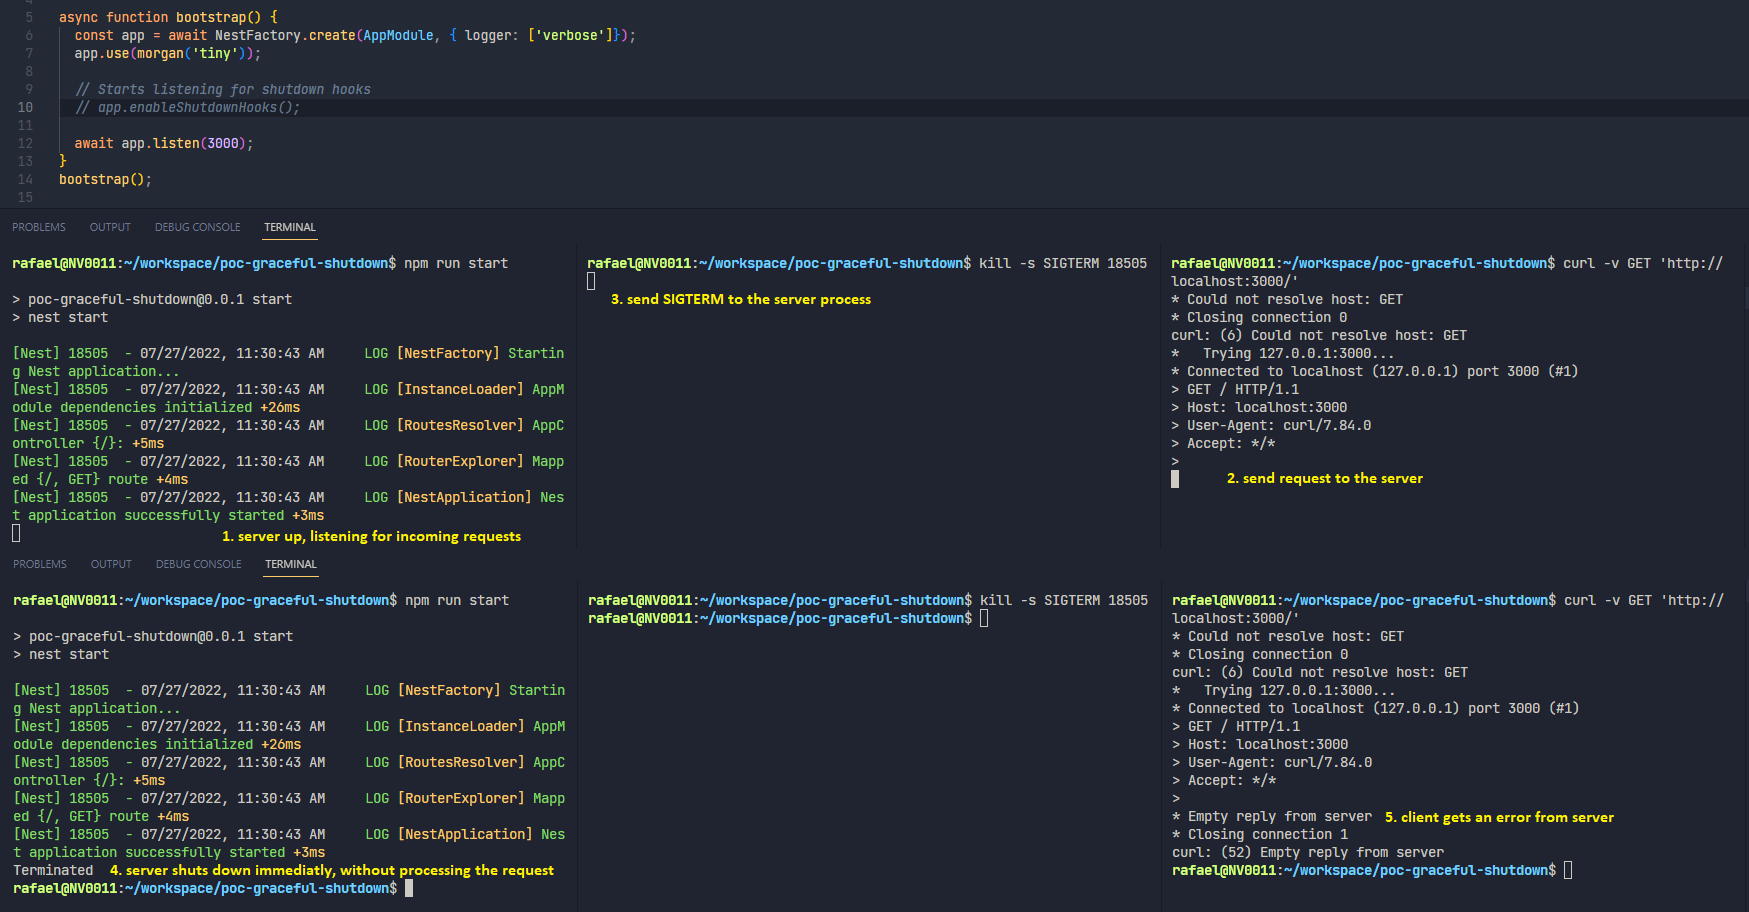 4
5 async function bootstrap() {
6 const app = await NestFactory.create(AppModule, { logger: ['verbose']});
7 app.use(morgan('tiny'));
8
9 // Starts listening for shutdown hooks
10 // app.enableShutdownHooks();
11
12 await app.listen(3000);
13 }
14 bootstrap();
15
PROBLEMS OUTPUT DEBUG CONSOLE TERMINAL
rafael@NV0011:~/workspace/poc-graceful-shutdown$ npm run start
> poc-graceful-shutdown@0.0.1 start
> nest start
[Nest] 18505  - 07/27/2022, 11:30:43 AM     LOG [NestFactory] Startin
g Nest application...
[Nest] 18505  - 07/27/2022, 11:30:43 AM     LOG [InstanceLoader] AppM
odule dependencies initialized +26ms
[Nest] 18505  - 07/27/2022, 11:30:43 AM     LOG [RoutesResolver] AppC
ontroller {/}: +5ms
[Nest] 18505  - 07/27/2022, 11:30:43 AM     LOG [RouterExplorer] Mapp
ed {/, GET} route +4ms
[Nest] 18505  - 07/27/2022, 11:30:43 AM     LOG [NestApplication] Nes
t application successfully started +3ms
1. server up, listening for incoming requests
rafael@NV0011:~/workspace/poc-graceful-shutdown$ kill -s SIGTERM 18505
3. send SIGTERM to the server process
rafael@NV0011:~/workspace/poc-graceful-shutdown$ curl -v GET 'http://
localhost:3000/'
* Could not resolve host: GET
* Closing connection 0
curl: (6) Could not resolve host: GET
*   Trying 127.0.0.1:3000...
* Connected to localhost (127.0.0.1) port 3000 (#1)
> GET / HTTP/1.1
> Host: localhost:3000
> User-Agent: curl/7.84.0
> Accept: */*
>
2. send request to the server
PROBLEMS OUTPUT DEBUG CONSOLE TERMINAL
rafael@NV0011:~/workspace/poc-graceful-shutdown$ npm run start
> poc-graceful-shutdown@0.0.1 start
> nest start
[Nest] 18505  - 07/27/2022, 11:30:43 AM     LOG [NestFactory] Startin
g Nest application...
[Nest] 18505  - 07/27/2022, 11:30:43 AM     LOG [InstanceLoader] AppM
odule dependencies initialized +26ms
[Nest] 18505  - 07/27/2022, 11:30:43 AM     LOG [RoutesResolver] AppC
ontroller {/}: +5ms
[Nest] 18505  - 07/27/2022, 11:30:43 AM     LOG [RouterExplorer] Mapp
ed {/, GET} route +4ms
[Nest] 18505  - 07/27/2022, 11:30:43 AM     LOG [NestApplication] Nes
t application successfully started +3ms
Terminated 4. server shuts down immediatly, without processing the request
rafael@NV0011:~/workspace/poc-graceful-shutdown$
rafael@NV0011:~/workspace/poc-graceful-shutdown$ kill -s SIGTERM 18505
rafael@NV0011:~/workspace/poc-graceful-shutdown$
rafael@NV0011:~/workspace/poc-graceful-shutdown$ curl -v GET 'http://
localhost:3000/'
* Could not resolve host: GET
* Closing connection 0
curl: (6) Could not resolve host: GET
*   Trying 127.0.0.1:3000...
* Connected to localhost (127.0.0.1) port 3000 (#1)
> GET / HTTP/1.1
> Host: localhost:3000
> User-Agent: curl/7.84.0
> Accept: */*
>
* Empty reply from server 5. client gets an error from server
* Closing connection 1
curl: (52) Empty reply from server
rafael@NV0011:~/workspace/poc-graceful-shutdown$